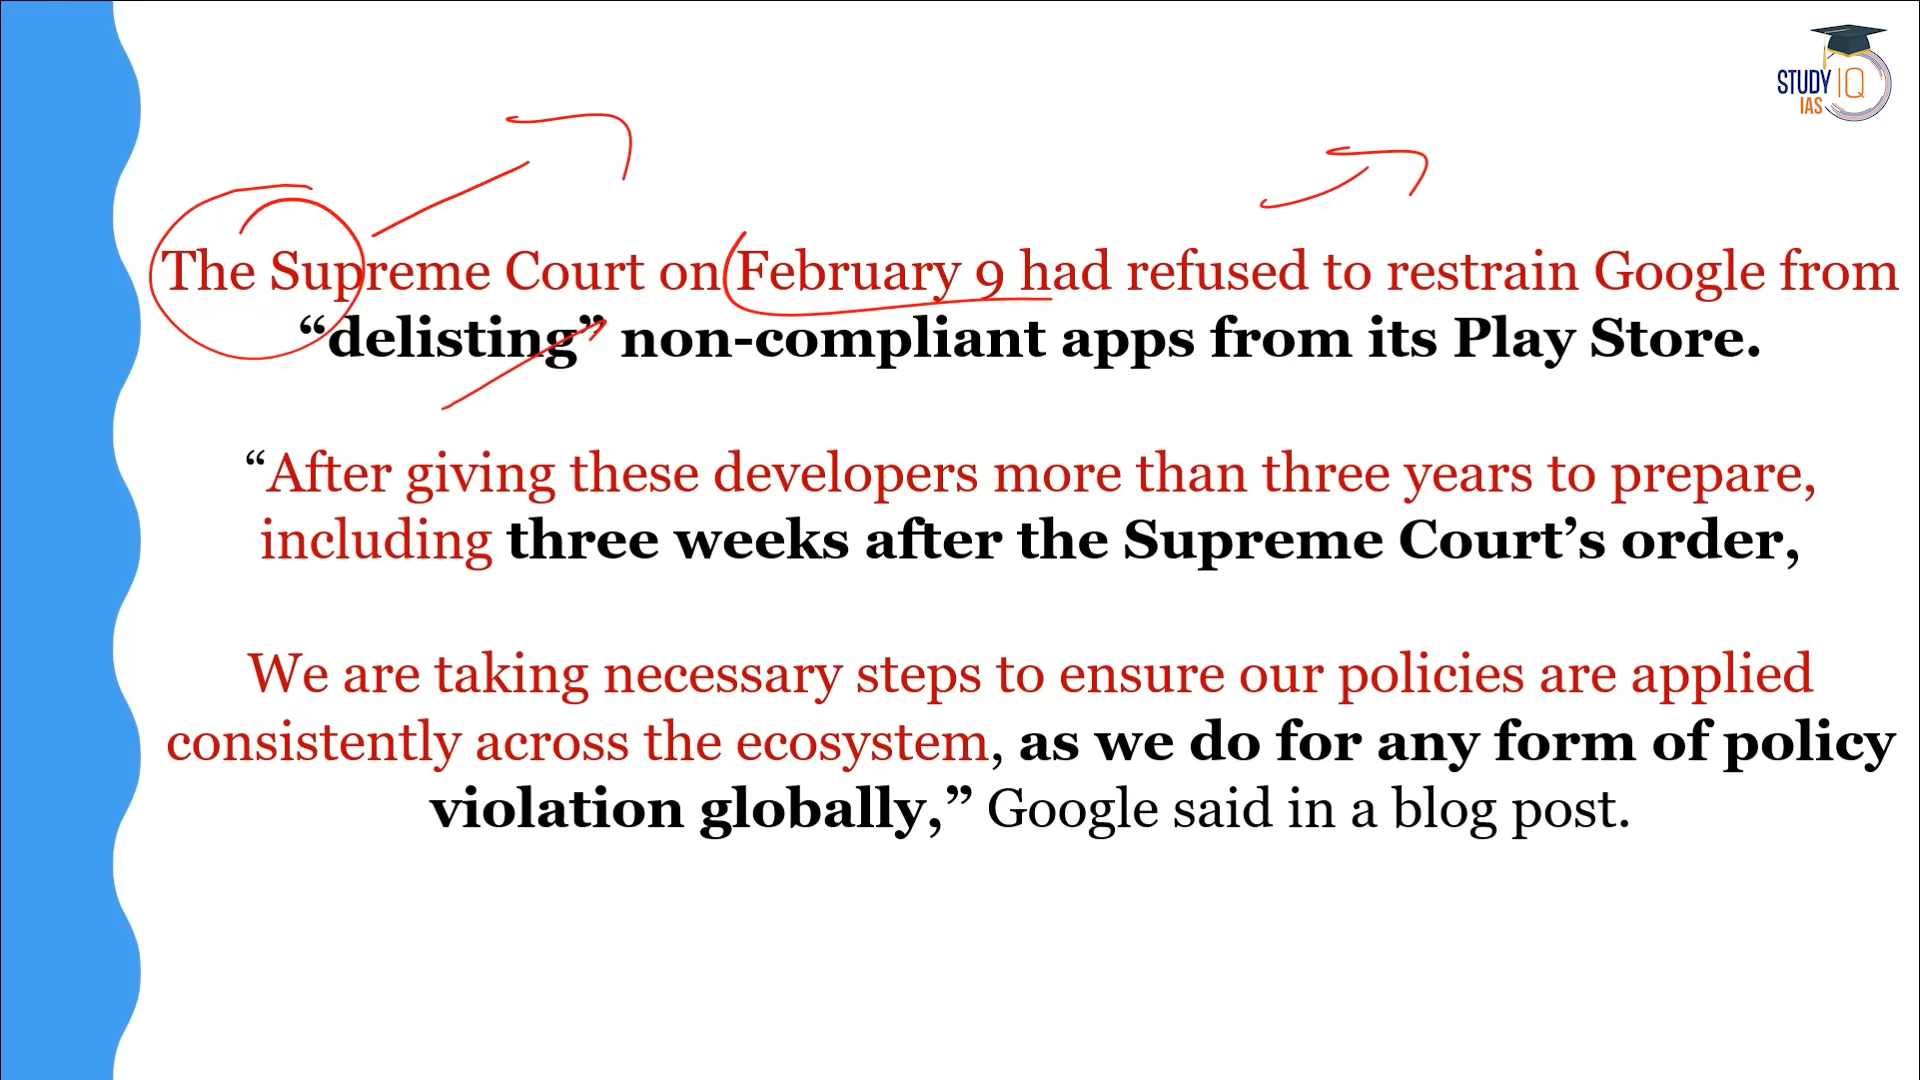 STUDY IQ
IAS
The Supreme Court on February 9 had refused to restrain Google from
“delisting” non-compliant apps from its Play Store.
“After giving these developers more than three years to prepare,
including three weeks after the Supreme Court’s order,
We are taking necessary steps to ensure our policies are applied
consistently across the ecosystem, as we do for any form of policy
violation globally,” Google said in a blog post.